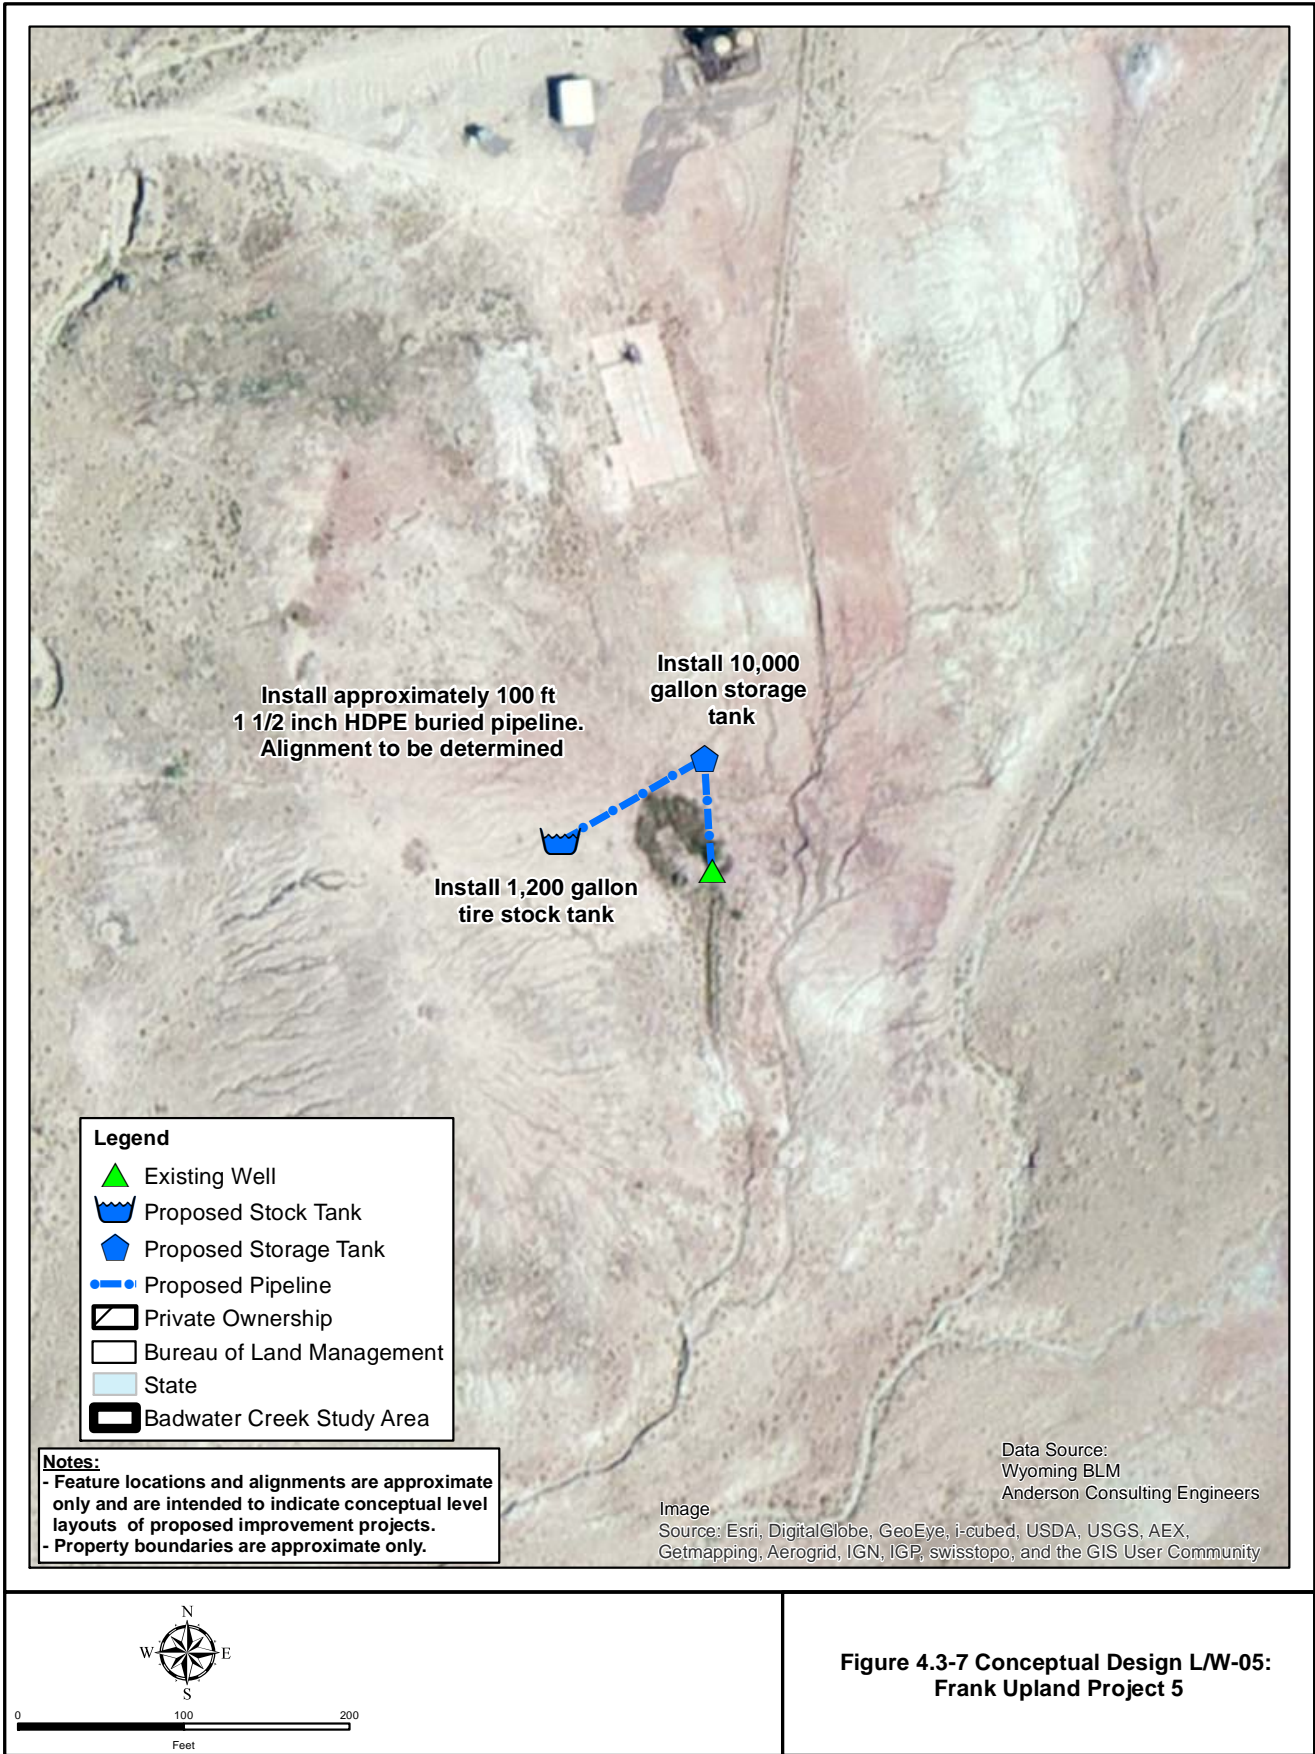 Install 10,000
gallon storage
tank
Install approximately 100 ft
1 1/2 inch HDPE buried pipeline.
Alignment to be determined
Install 1,200 gallon
tire stock tank
Legend
Existing Well
Proposed Stock Tank
Proposed Storage Tank
Proposed Pipeline
Private Ownership
Bureau of Land Management
State
Badwater Creek Study Area
Notes:
- Feature locations and alignments are approximate
only and are intended to indicate conceptual level
layouts of proposed improvement projects.
- Property boundaries are approximate only.
Data Source:
Wyoming BLM
Anderson Consulting Engineers
Image
Source: Esri, DigitalGlobe, GeoEye, i-cubed, USDA, USGS, AEX,
Getmapping, Aerogrid, IGN, IGP, swisstopo, and the GIS User Community
N
W E
S
0 100 200
Feet
Figure 4.3-7 Conceptual Design L/W-05:
Frank Upland Project 5